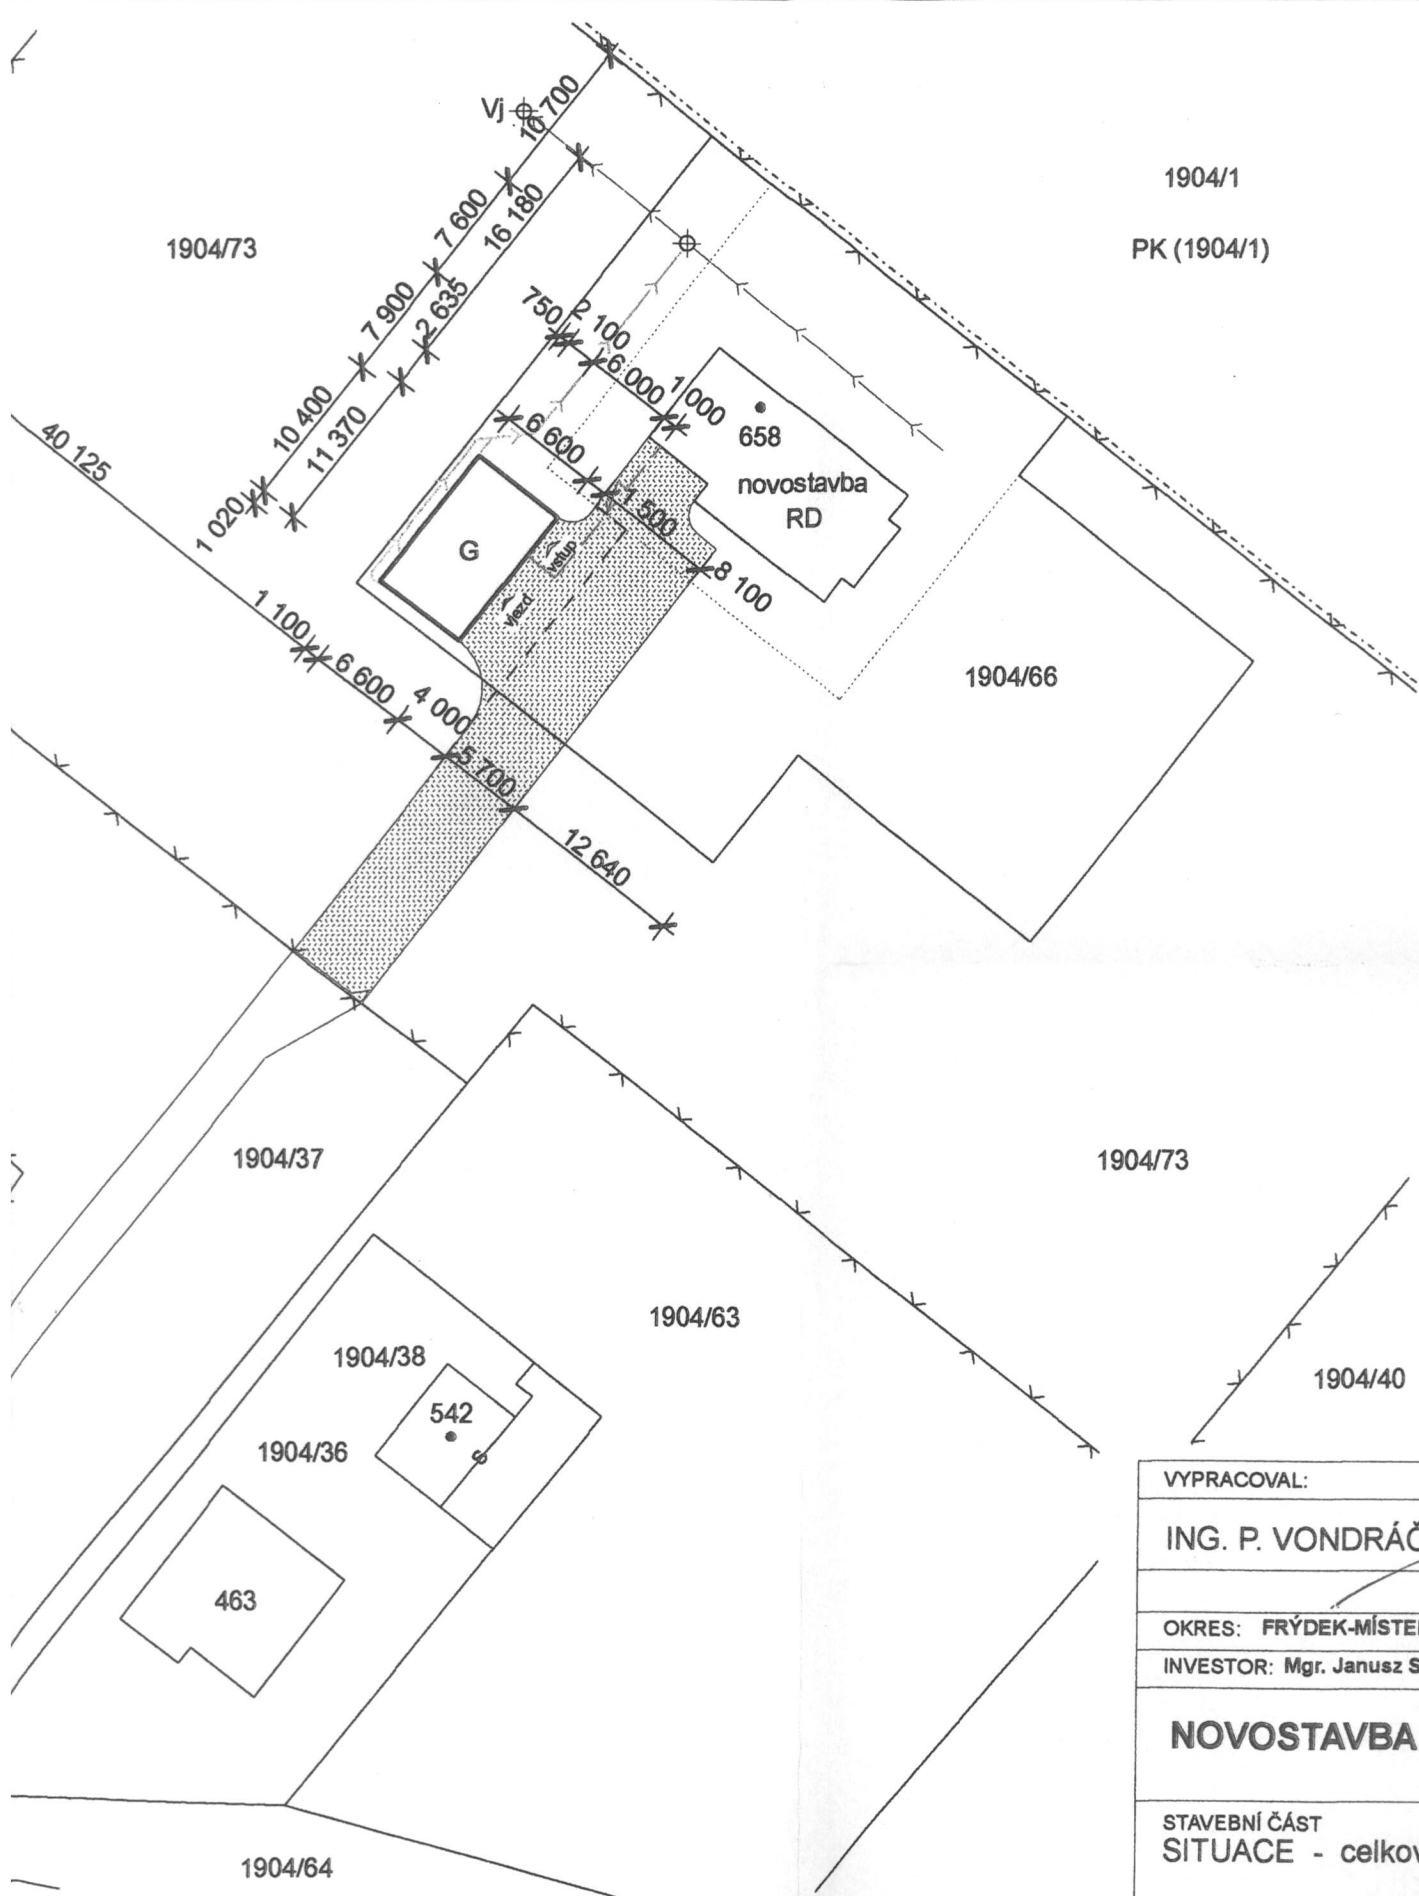 Vj
10 700
7 600
16 180
7 900
2 635
10 400
11 370
1 020
40 125
1904/73
1904/1
PK (1904/1)
750
2 100
6 000
1 000
6 600
1 500
8 100
658
novostavba
RD
G
vstup
vjezd
1904/66
1 100
6 600
4 000
5 700
12 640
1904/37
1904/73
1904/63
1904/38
542
S
1904/36
463
1904/40
1904/64
VYPRACOVAL:
ING. P. VONDRÁČ
OKRES: FRÝDEK-MÍSTE
INVESTOR: Mgr. Janusz S
NOVOSTAVBA
STAVEBNÍ ČÁST
SITUACE - celkov